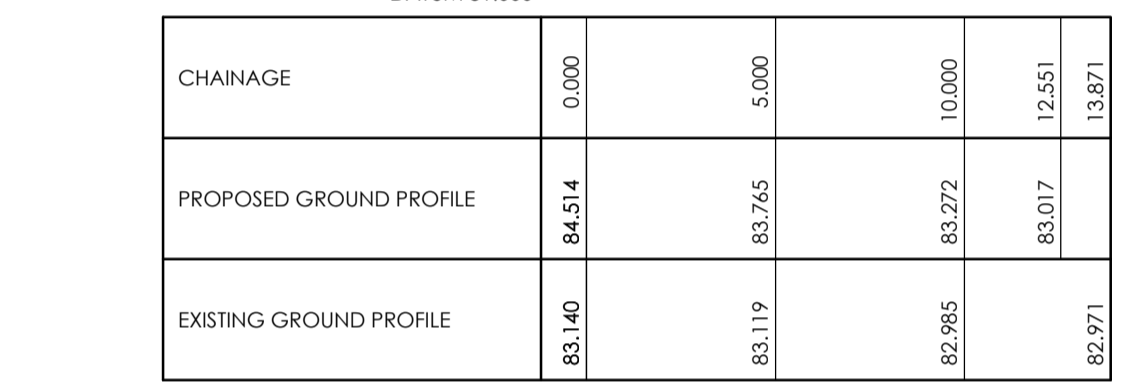 CHAINAGE 0.000 5.000 10.000 12.551 13.871
PROPOSED GROUND PROFILE 84.514 83.765 83.272 83.017
EXISTING GROUND PROFILE 83.140 83.119 82.985 82.971